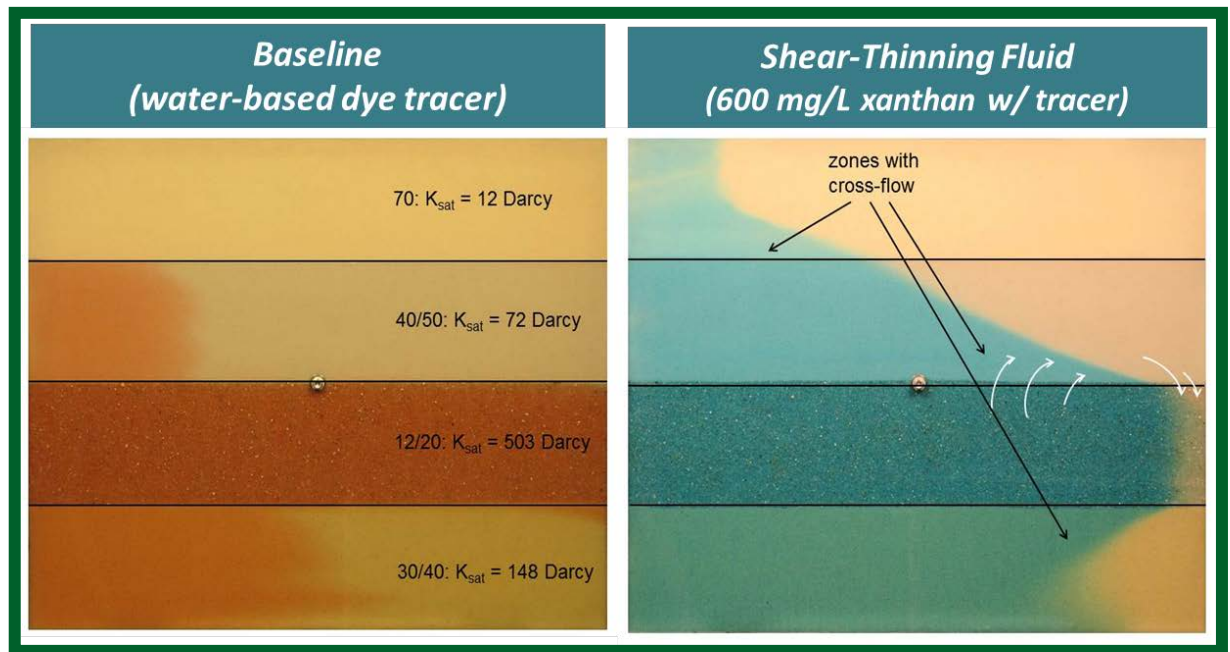 Baseline
(water-based dye tracer)
70: Ksat = 12 Darcy
40/50: Ksat = 72 Darcy
12/20: Ksat = 503 Darcy
30/40: Ksat = 148 Darcy
Shear-Thinning Fluid
(600 mg/L xanthan w/ tracer)
zones with
cross-flow